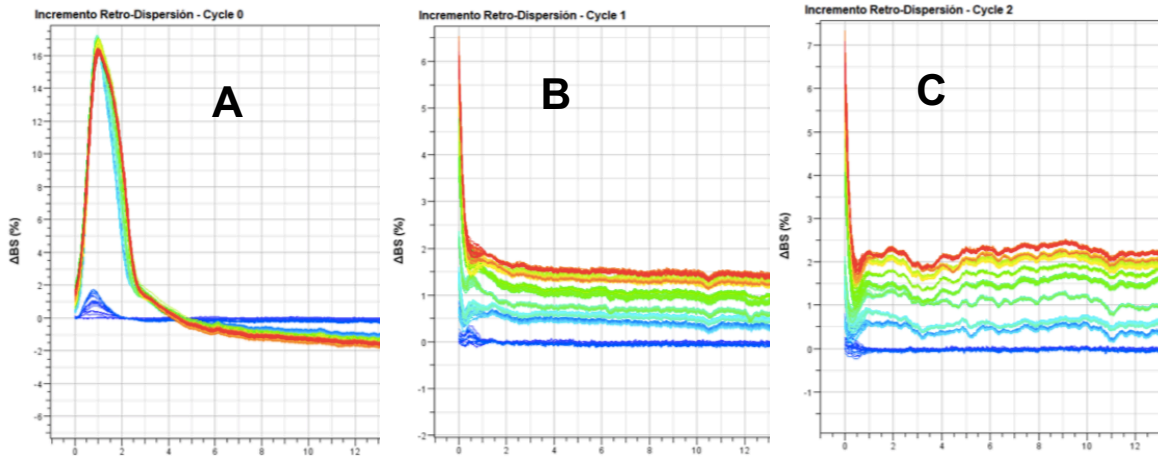 Incremento Retro-Dispersión - Cycle 0
A
ΔBS (%)
16
14
12
10
8
6
4
2
0
-2
-4
-6
0 2 4 6 8 10 12
Incremento Retro-Dispersión - Cycle 1
B
ΔBS (%)
6
5
4
3
2
1
0
-1
-2
0 2 4 6 8 10 12
Incremento Retro-Dispersión - Cycle 2
C
ΔBS (%)
7
6
5
4
3
2
1
0
-1
0 2 4 6 8 10 12